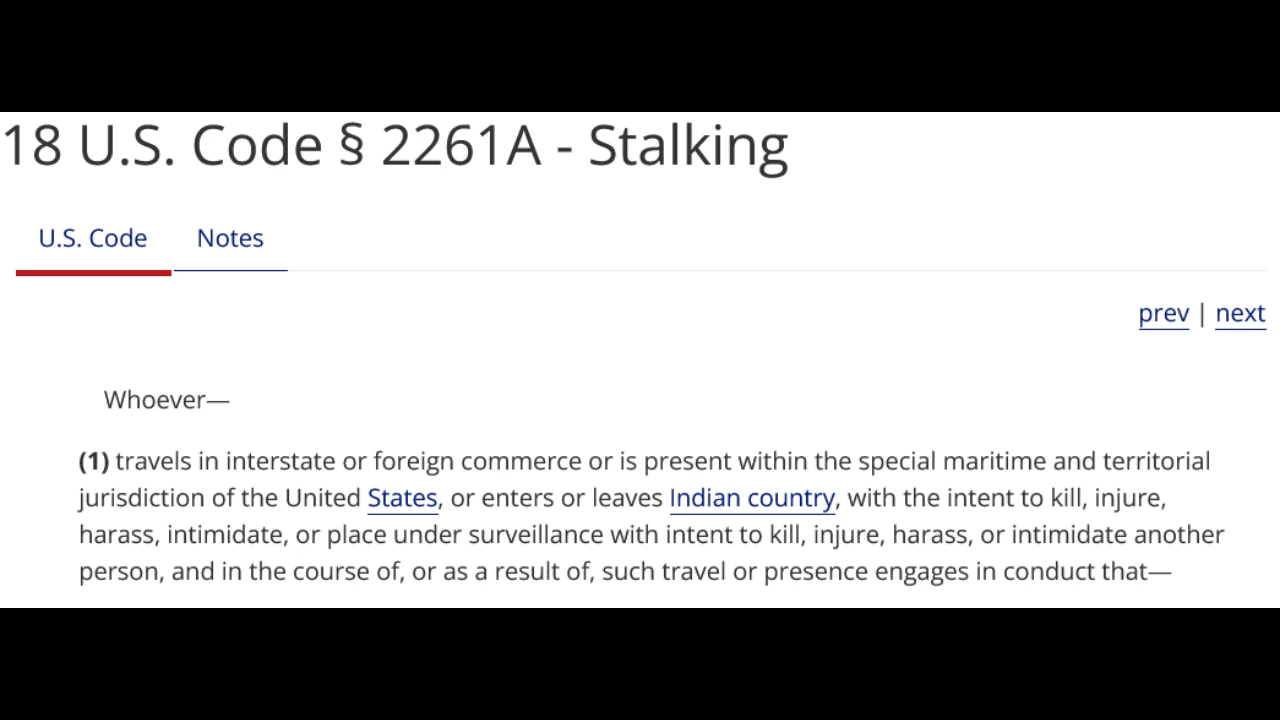 18 U.S. Code § 2261A - Stalking
U.S. Code Notes
prev | next
Whoever—
(1) travels in interstate or foreign commerce or is present within the special maritime and territorial
jurisdiction of the United States, or enters or leaves Indian country, with the intent to kill, injure,
harass, intimidate, or place under surveillance with intent to kill, injure, harass, or intimidate another
person, and in the course of, or as a result of, such travel or presence engages in conduct that—